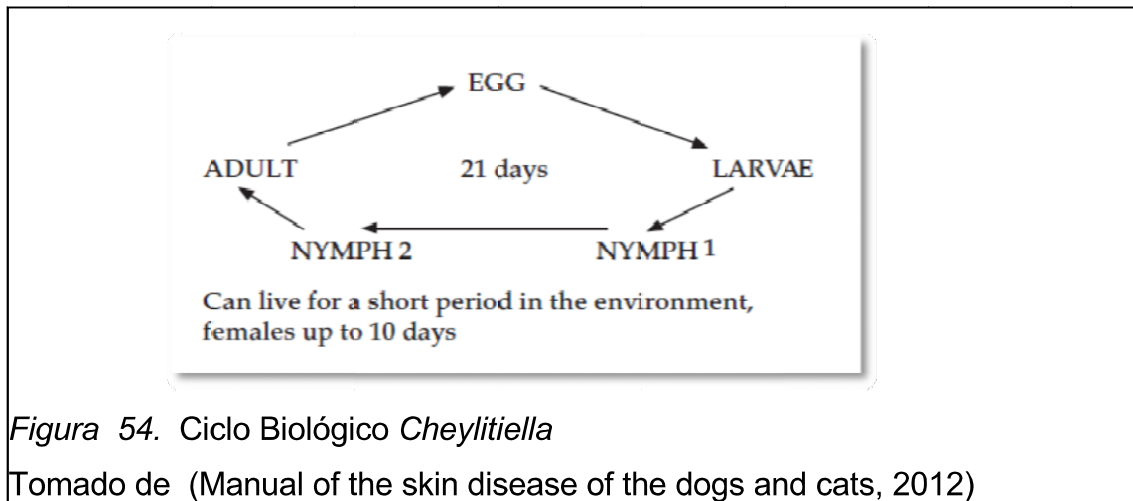 EGG
ADULT 21 days LARVAE
NYMPH 2 NYMPH 1
Can live for a short period in the environment,
females up to 10 days
Figura 54. Ciclo Biológico Cheylitiella
Tomado de (Manual of the skin disease of the dogs and cats, 2012)